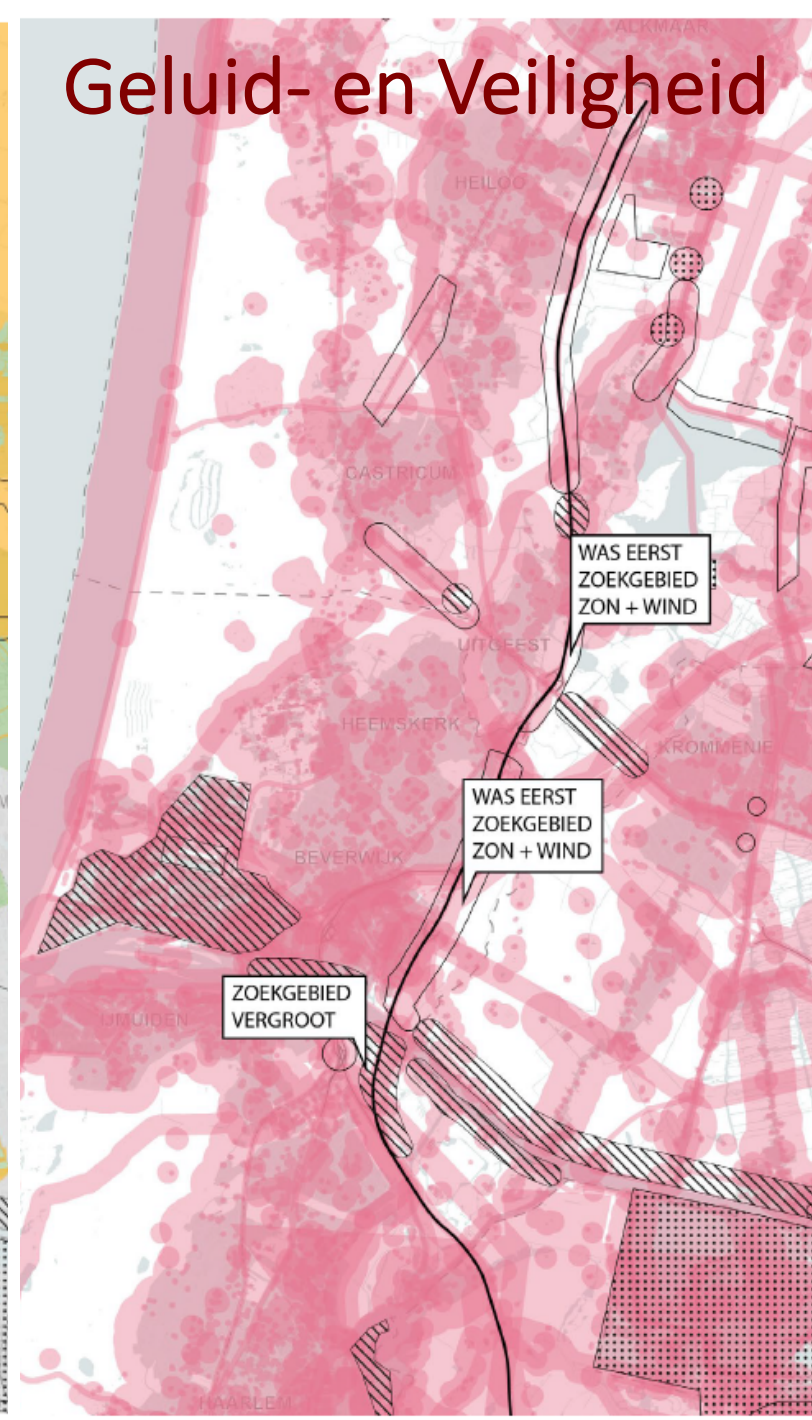 Geluid- en Veiligheid
ALKMAAR
HEILOO
CASTRICUM
WAS EERST
ZOEKGEBIED
ZON + WIND
UITGEEST
HEEMSKERK
KROMMENIE
WAS EERST
ZOEKGEBIED
ZON + WIND
BEVERWIJK
ZOEKGEBIED
VERGROOT
IJMUIDEN
HAARLEM